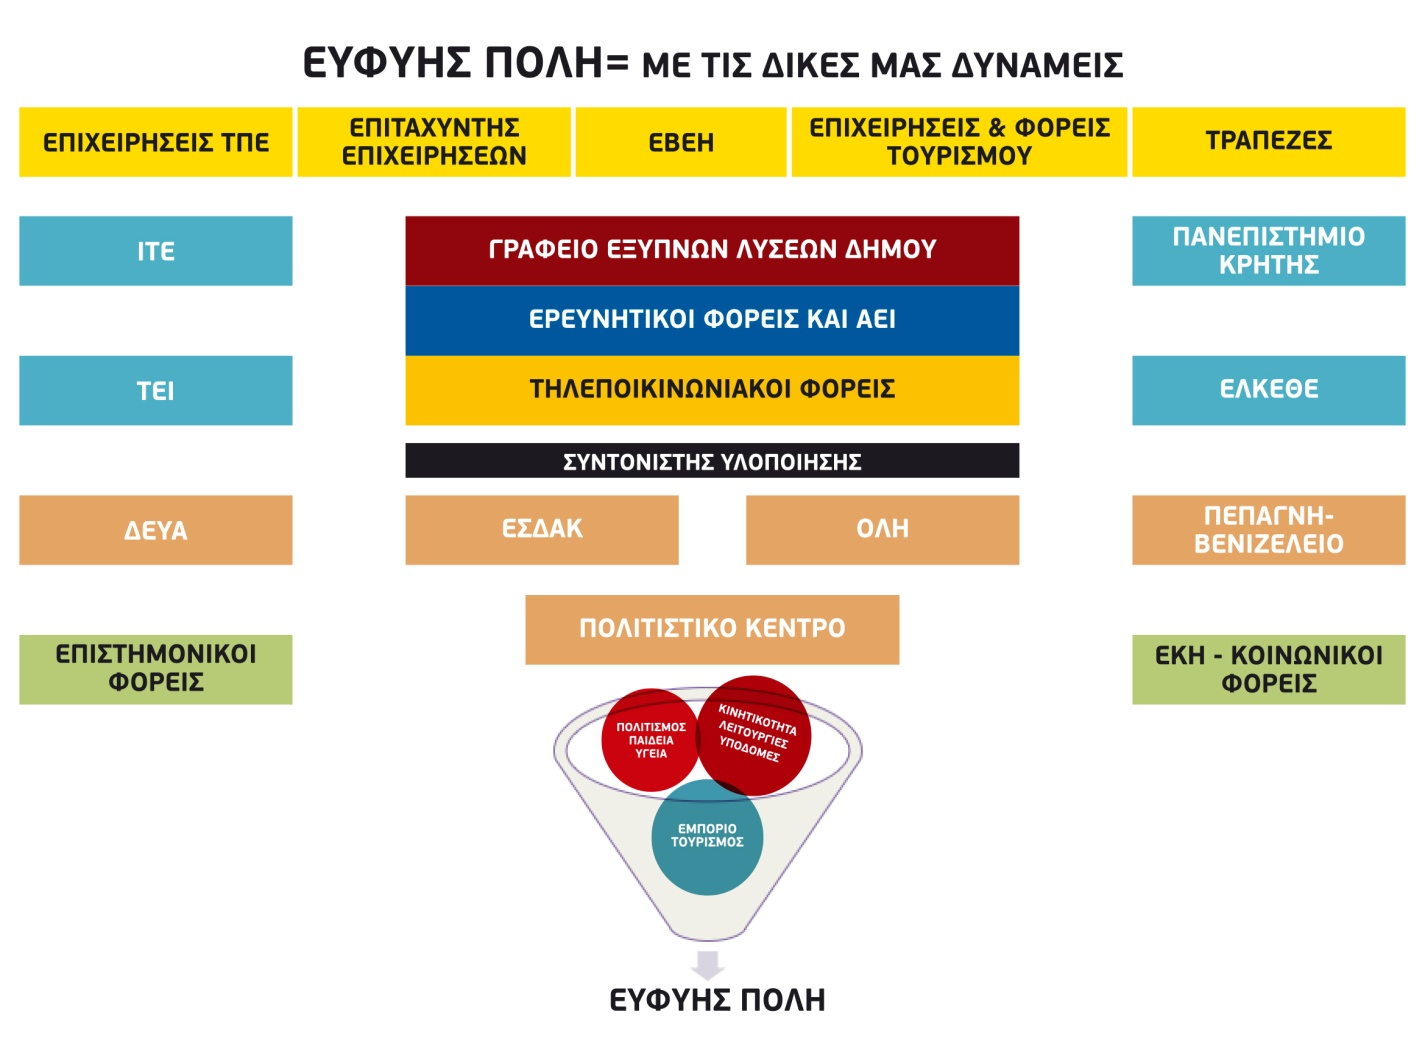 ΕΥΦΥΗΣ ΠΟΛΗ= ΜΕ ΤΙΣ ΔΙΚΕΣ ΜΑΣ ΔΥΝΑΜΕΙΣ
ΕΠΙΧΕΙΡΗΣΕΙΣ ΤΠΕ
ΕΠΙΤΑΧΥΝΤΗΣ
ΕΠΙΧΕΙΡΗΣΕΩΝ
ΕΒΕΗ
ΕΠΙΧΕΙΡΗΣΕΙΣ & ΦΟΡΕΙΣ
ΤΟΥΡΙΣΜΟΥ
ΤΡΑΠΕΖΕΣ
ΙΤΕ
ΓΡΑΦΕΙΟ ΕΞΥΠΝΩΝ ΛΥΣΕΩΝ ΔΗΜΟΥ
ΠΑΝΕΠΙΣΤΗΜΙΟ
ΚΡΗΤΗΣ
ΕΡΕΥΝΗΤΙΚΟΙ ΦΟΡΕΙΣ ΚΑΙ ΑΕΙ
ΤΕΙ
ΤΗΛΕΠΟΙΚΙΝΩΝΙΑΚΟΙ ΦΟΡΕΙΣ
ΕΛΚΕΘΕ
ΣΥΝΤΟΝΙΣΤΗΣ ΥΛΟΠΟΙΗΣΗΣ
ΔΕΥΑ
ΕΣΔΑΚ
ΟΛΗ
ΠΕΠΑΓΝΗ-
ΒΕΝΙΖΕΛΕΙΟ
ΠΟΛΙΤΙΣΤΙΚΟ ΚΕΝΤΡΟ
ΕΠΙΣΤΗΜΟΝΙΚΟΙ
ΦΟΡΕΙΣ
ΕΚΗ - ΚΟΙΝΩΝΙΚΟΙ
ΦΟΡΕΙΣ
ΠΟΛΙΤΙΣΜΟΣ
ΠΑΙΔΕΙΑ
ΥΓΕΙΑ
ΚΙΝΗΤΙΚΟΤΗΤΑ
ΛΕΙΤΟΥΡΓΙΕΣ
ΥΠΟΔΟΜΕΣ
ΕΜΠΟΡΙΟ
ΤΟΥΡΙΣΜΟΣ
ΕΥΦΥΗΣ ΠΟΛΗ